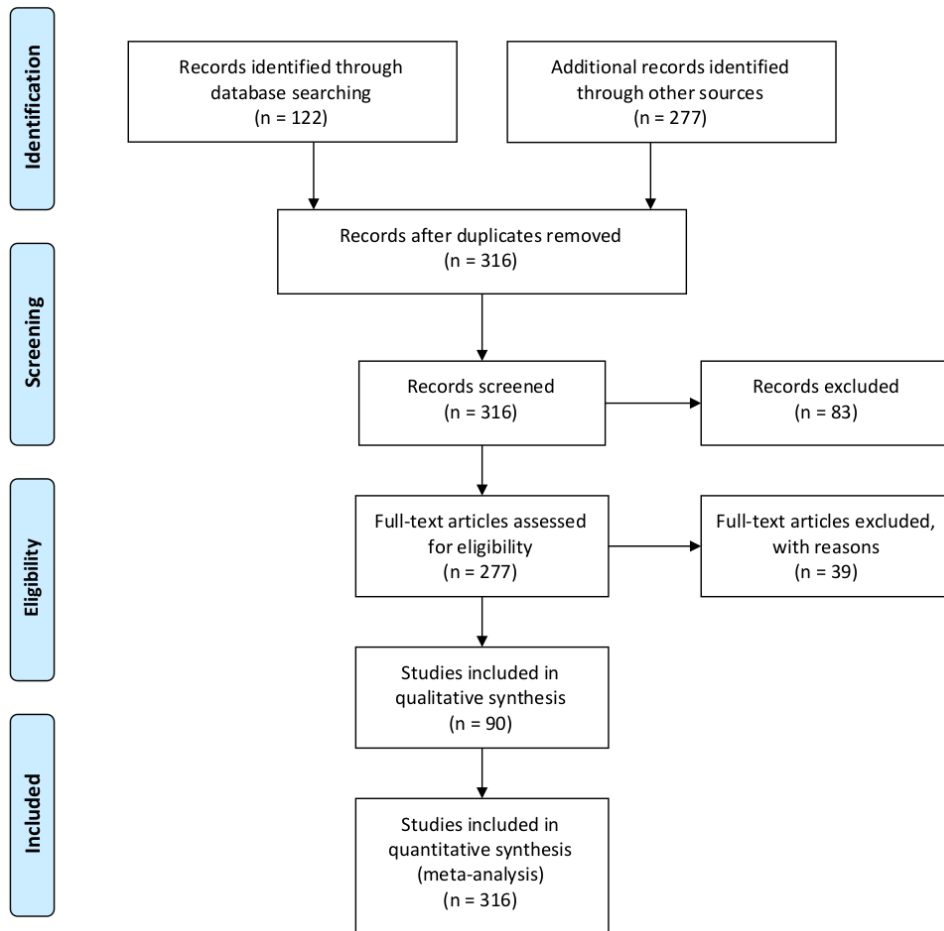 Identification
Records identified through
database searching
(n = 122)
Additional records identified
through other sources
(n = 277)
Records after duplicates removed
(n = 316)
Screening
Records screened
(n = 316)
Records excluded
(n = 83)
Eligibility
Full-text articles assessed
for eligibility
(n = 277)
Full-text articles excluded,
with reasons
(n = 39)
Studies included in
qualitative synthesis
(n = 90)
Included
Studies included in
quantitative synthesis
(meta-analysis)
(n = 316)